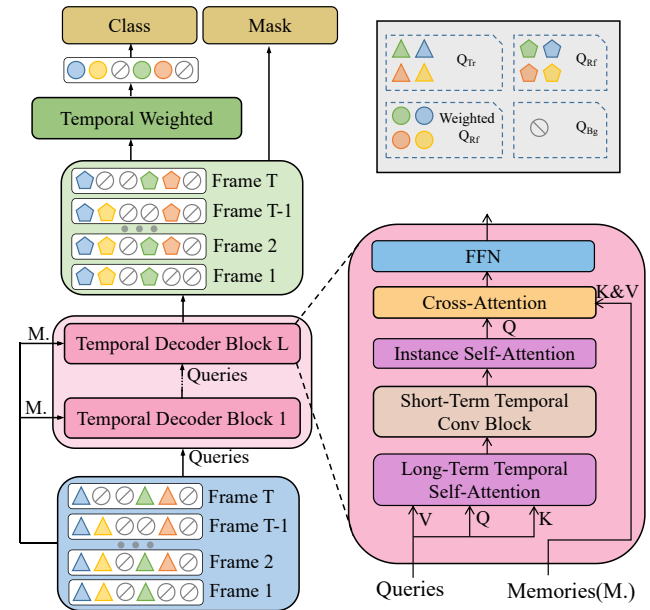 Class
Mask
Temporal Weighted
Frame T
Frame T-1
Frame 2
Frame 1
M.
Temporal Decoder Block L
Queries
M.
Temporal Decoder Block 1
Queries
Frame T
Frame T-1
Frame 2
Frame 1
Q_Tr
Q_Rf
Weighted
Q_Rf
Q_Bg
FFN
K&V
Cross-Attention
Q
Instance Self-Attention
Short-Term Temporal
Conv Block
Long-Term Temporal
Self-Attention
V
Q
K
Queries
Memories(M.)